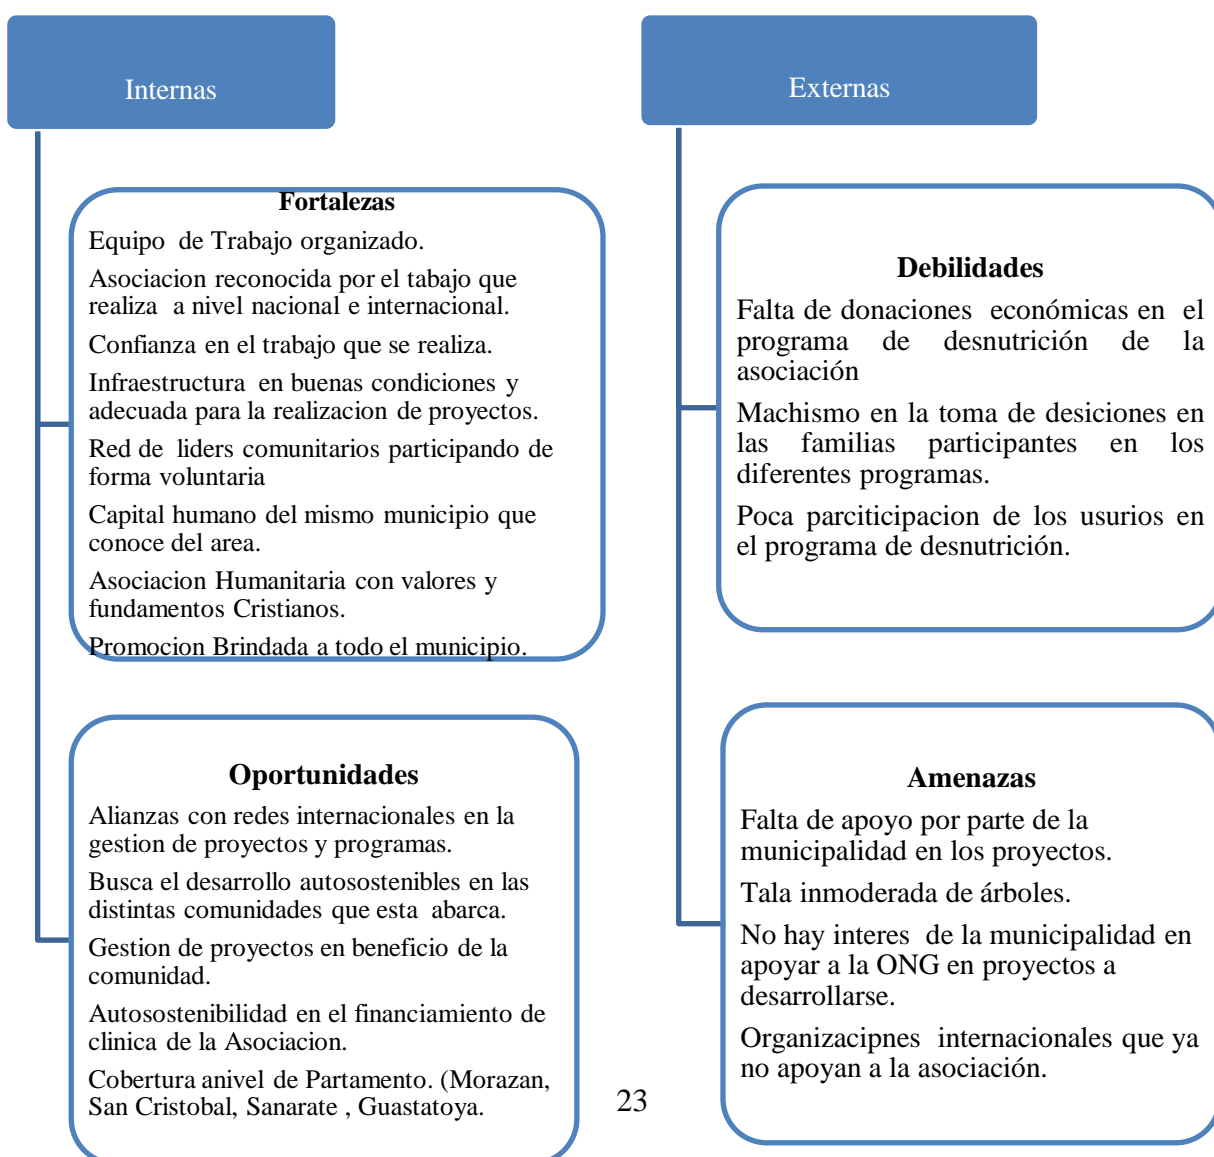 Internas
Fortalezas
Equipo de Trabajo organizado.
Asociacion reconocida por el tabajo que
realiza a nivel nacional e internacional.
Confianza en el trabajo que se realiza.
Infraestructura en buenas condiciones y
adecuada para la realizacion de proyectos.
Red de liders comunitarios participando de
forma voluntaria
Capital humano del mismo municipio que
conoce del area.
Asociacion Humanitaria con valores y
fundamentos Cristianos.
Promocion Brindada a todo el municipio.
Oportunidades
Alianzas con redes internacionales en la
gestion de proyectos y programas.
Busca el desarrollo autosostenibles en las
distintas comunidades que esta abarca.
Gestion de proyectos en beneficio de la
comunidad.
Autosostenibilidad en el financiamiento de
clinica de la Asociacion.
Cobertura anivel de Partamento. (Morazan,
San Cristobal, Sanarate , Guastatoya.
Externas
Debilidades
Falta de donaciones económicas en el
programa de desnutrición de la
asociación
Machismo en la toma de desiciones en
las familias participantes en los
diferentes programas.
Poca parciticipacion de los usurios en
el programa de desnutrición.
Amenazas
Falta de apoyo por parte de la
municipalidad en los proyectos.
Tala inmoderada de árboles.
No hay interes de la municipalidad en
apoyar a la ONG en proyectos a
desarrollarse.
Organizacipnes internacionales que ya
no apoyan a la asociación.
23